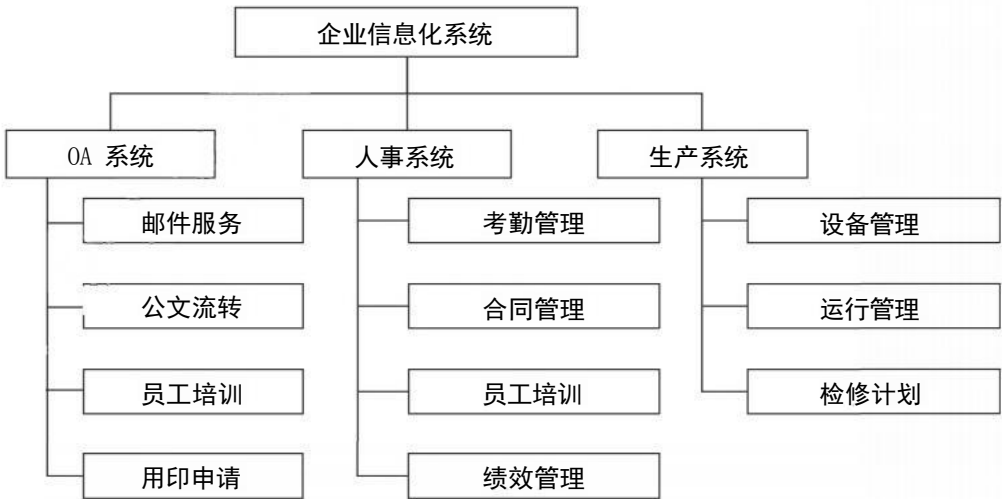 企业信息化系统
OA 系统
人事系统
生产系统
邮件服务
考勤管理
设备管理
公文流转
合同管理
运行管理
员工培训
员工培训
检修计划
用印申请
绩效管理